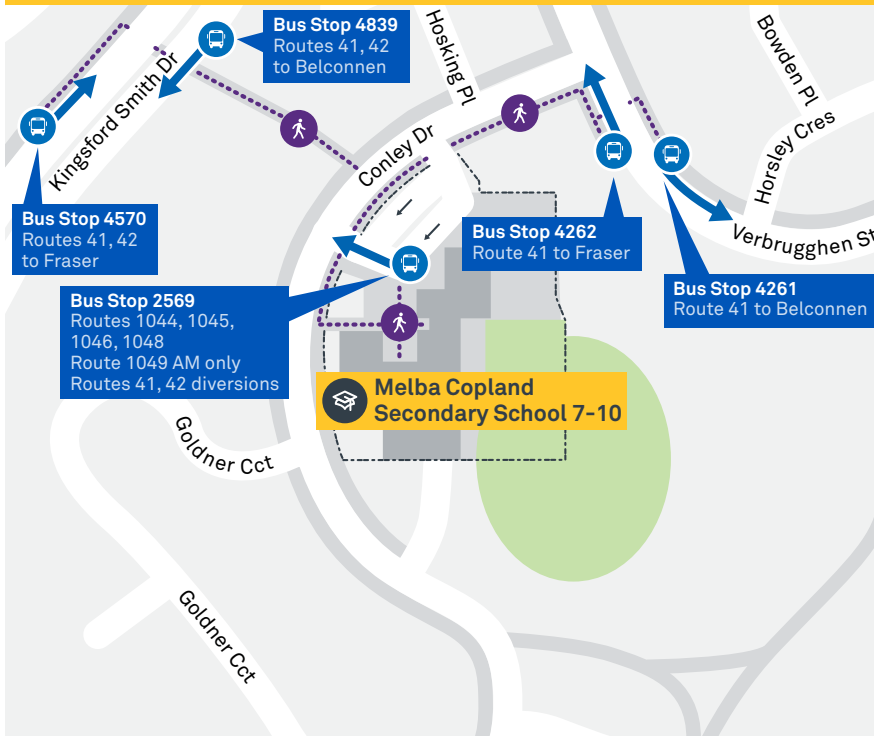 Bus Stop 4839
Routes 41, 42
to Belconnen
Kingsford Smith Dr
Hosking Pl
Bowden Pl
Horsley Cres
Conley Dr
Bus Stop 4570
Routes 41, 42
to Fraser
Bus Stop 4262
Route 41 to Fraser
Verbrugghen St
Bus Stop 4261
Route 41 to Belconnen
Bus Stop 2569
Routes 1044, 1045,
1046, 1048
Route 1049 AM only
Routes 41, 42 diversions
Melba Copland
Secondary School 7-10
Goldner Cct
Goldner Cct